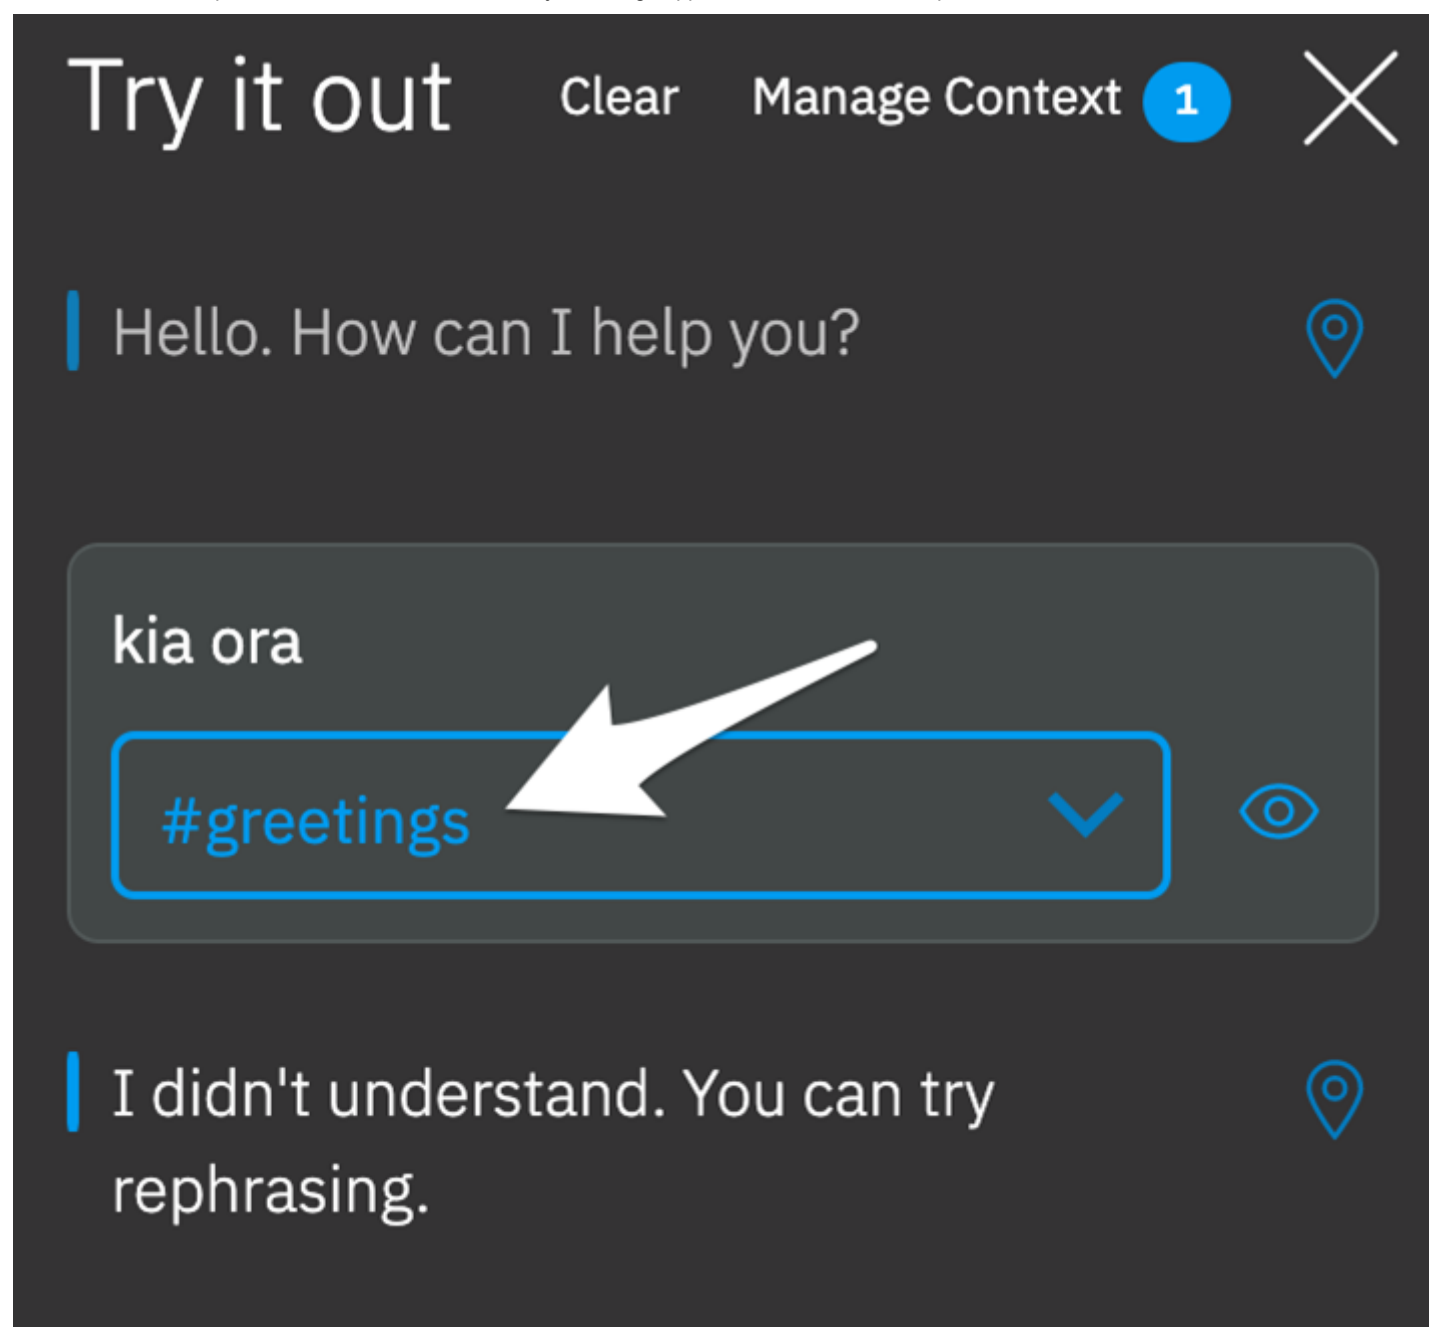 Try it out Clear Manage Context 1
Hello. How can I help you?
kia ora
#greetings
I didn't understand. You can try
rephrasing.